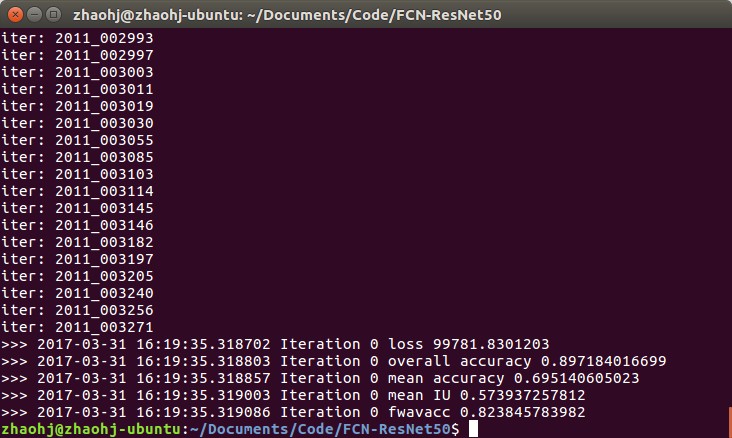 zhaohj@zhaohj-ubuntu: ~/Documents/Code/FCN-ResNet50
iter: 2011_002993
iter: 2011_002997
iter: 2011_003003
iter: 2011_003011
iter: 2011_003019
iter: 2011_003030
iter: 2011_003055
iter: 2011_003085
iter: 2011_003103
iter: 2011_003114
iter: 2011_003145
iter: 2011_003146
iter: 2011_003182
iter: 2011_003197
iter: 2011_003205
iter: 2011_003240
iter: 2011_003256
iter: 2011_003271
>>> 2017-03-31 16:19:35.318702 Iteration 0 loss 99781.8301203
>>> 2017-03-31 16:19:35.318803 Iteration 0 overall accuracy 0.897184016699
>>> 2017-03-31 16:19:35.318857 Iteration 0 mean accuracy 0.695140605023
>>> 2017-03-31 16:19:35.319003 Iteration 0 mean IU 0.573937257812
>>> 2017-03-31 16:19:35.319086 Iteration 0 fwavacc 0.823845783982
zhaohj@zhaohj-ubuntu:~/Documents/Code/FCN-ResNet50$